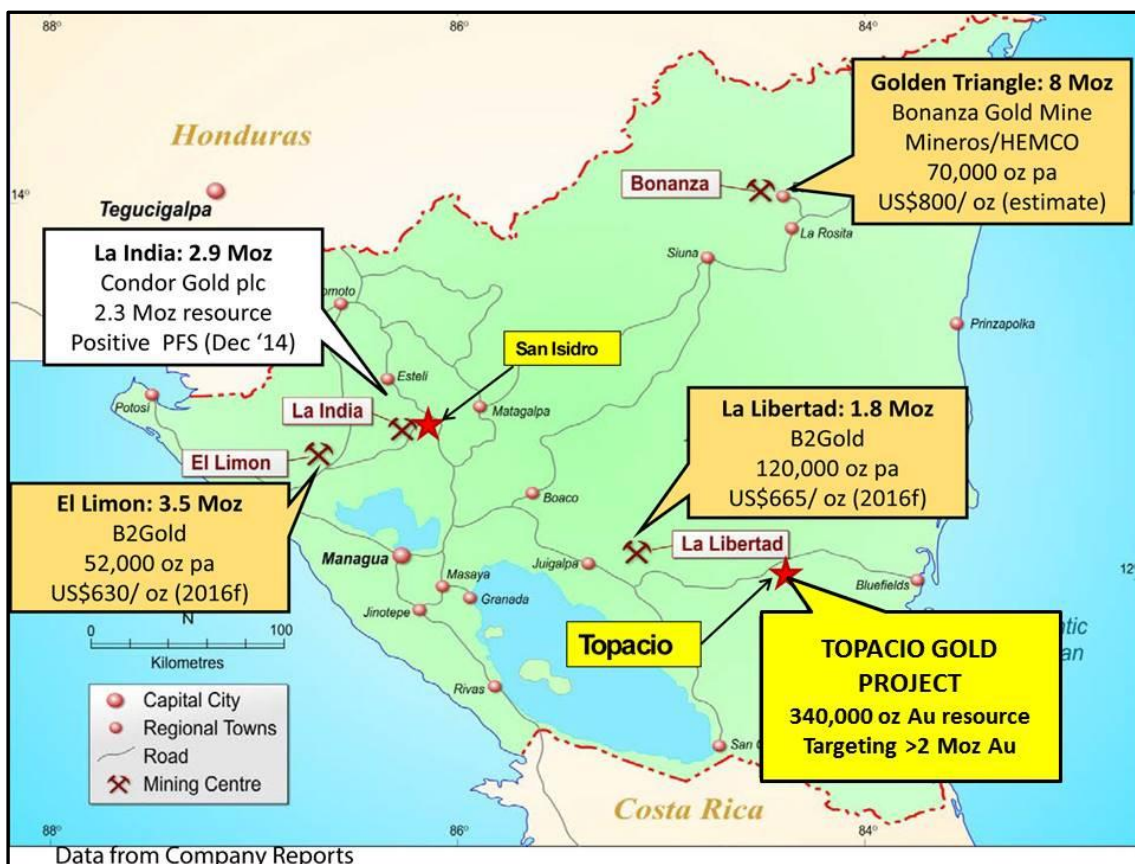 88°
86
84°
Golden Triangle: 8 Moz
Bonanza Gold Mine
Mineros/HEMCO
70,000 oz pa
US$800/ oz (estimate)
Honduras
14°
Tegucigalpa
Bonanza
La Rosita
Siuna
La India: 2.9 Moz
Condor Gold plc
2.3 Moz resource
Positive PFS (Dec ‘14)
Prinzapolka
San Isidro
Esteli
Potosi
Matagalpa
La India
El Limon
La Libertad: 1.8 Moz
B2Gold
120,000 oz pa
US$665/ oz (2016f)
El Limon: 3.5 Moz
B2Gold
52,000 oz pa
US$630/ oz (2016f)
Boaco
Managua
La Libertad
Juigalpa
12°
Masaya
Granada
Jinotepe
Bluefields
N
0 100
Kilometres
Topacio
TOPACIO GOLD
PROJECT
340,000 oz Au resource
Targeting >2 Moz Au
Rivas
San
Capital City
Regional Towns
Road
Mining Centre
Costa Rica
88°
86°
84°
Data from Company Reports